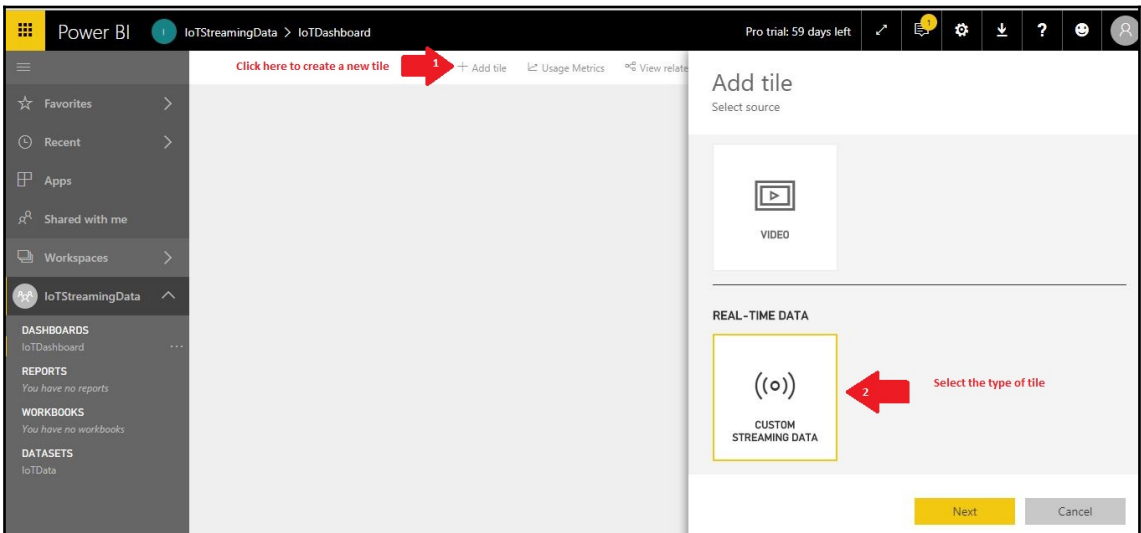 Power BI
I
IoTStreamingData > IoTDashboard
Pro trial: 59 days left
1
?
Click here to create a new tile
1
+ Add tile
Usage Metrics
View relate
Favorites
Recent
Apps
Shared with me
Workspaces
IoTStreamingData
DASHBOARDS
IoTDashboard
...
REPORTS
You have no reports
WORKBOOKS
You have no workbooks
DATASETS
IoTData
Add tile
Select source
VIDEO
REAL-TIME DATA
CUSTOM
STREAMING DATA
2
Select the type of tile
Next
Cancel